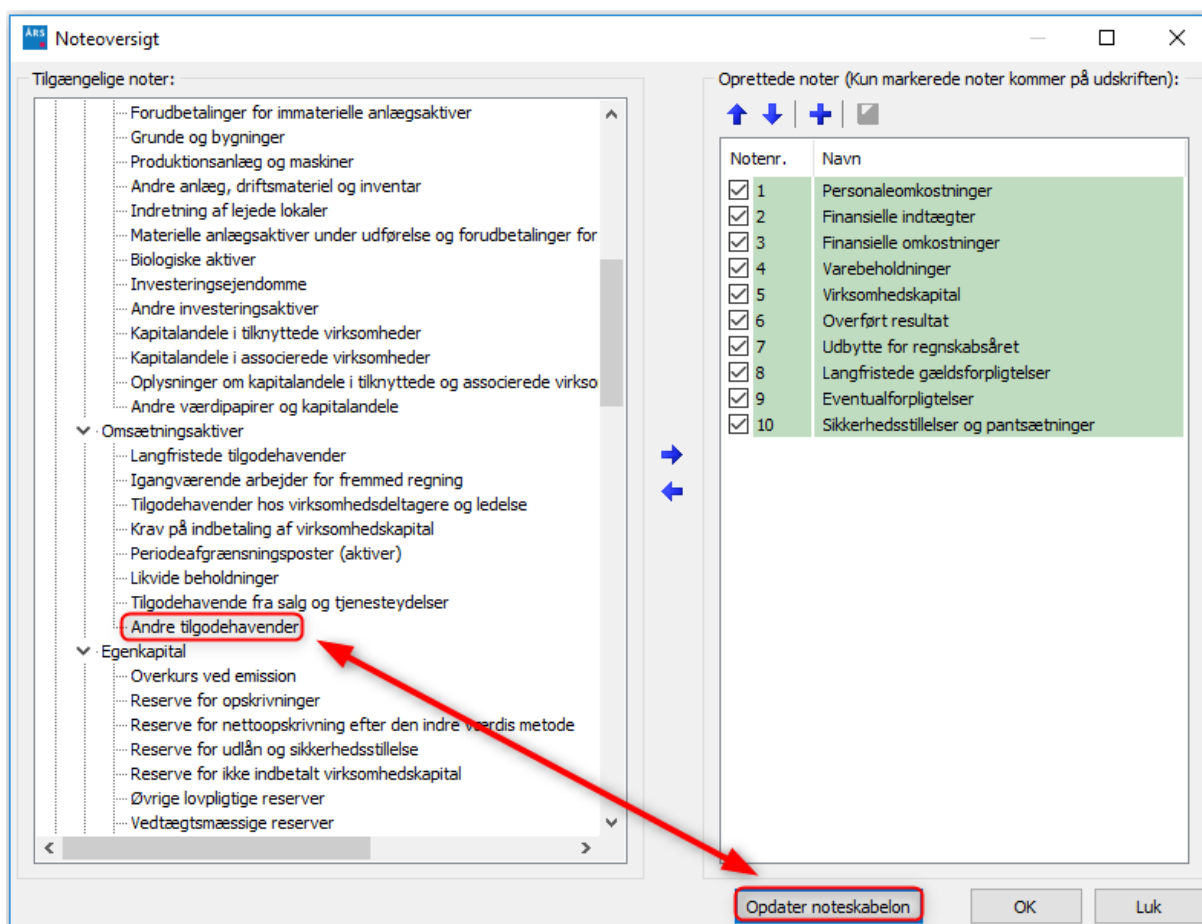 ÅRS
Noteoversigt
Tilgængelige noter:
Forudbetalinger for immaterielle anlægsaktiver
Grunde og bygninger
Produktionsanlæg og maskiner
Andre anlæg, driftsmateriel og inventar
Indretning af lejede lokaler
Materielle anlægsaktiver under udførelse og forudbetalinger for
Biologiske aktiver
Investeringsejendomme
Andre investeringsaktiver
Kapitalandele i tilknyttede virksomheder
Kapitalandele i associerede virksomheder
Oplysninger om kapitalandele i tilknyttede og associerede virkso
Andre værdipapirer og kapitalandele
Omsætningsaktiver
Langfristede tilgodehavender
Igangværende arbejder for fremmed regning
Tilgodehavender hos virksomhedsdeltagere og ledelse
Krav på indbetaling af virksomhedskapital
Periodeafgrænsningsposter (aktiver)
Likvide beholdninger
Tilgodehavende fra salg og tjenesteydelser
Andre tilgodehavender
Egenkapital
Overkurs ved emission
Reserve for opskrivninger
Reserve for nettoopskrivning efter den indre værdis metode
Reserve for udlån og sikkerhedsstillelse
Reserve for ikke indbetalt virksomhedskapital
Øvrige lovpligtige reserver
Vedtægtsmæssige reserver
Oprettede noter (Kun markerede noter kommer på udskriften):
Notenr. Navn
1 Personaleomkostninger
2 Finansielle indtægter
3 Finansielle omkostninger
4 Varebeholdninger
5 Virksomhedskapital
6 Overført resultat
7 Udbytte for regnskabsåret
8 Langfristede gældsforpligtelser
9 Eventualforpligtelser
10 Sikkerhedsstillelser og pantsætninger
Opdater noteskabelon
OK
Luk